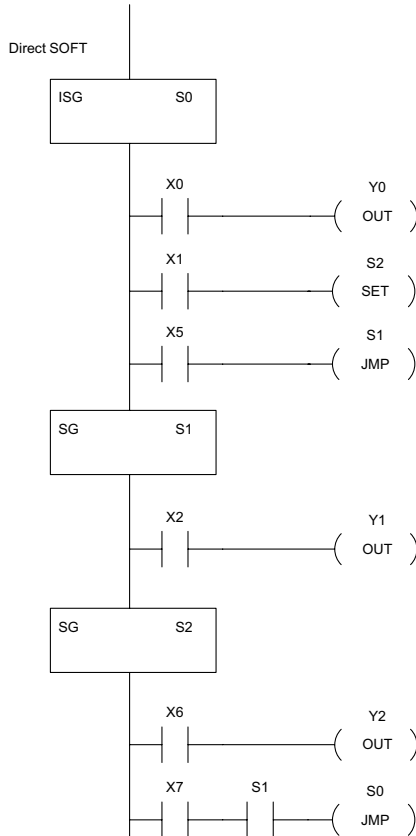 Direct SOFT
ISG S0
X0 Y0
OUT
X1 S2
SET
X5 S1
JMP
SG S1
X2 Y1
OUT
SG S2
X6 Y2
OUT
X7 S1 S0
JMP